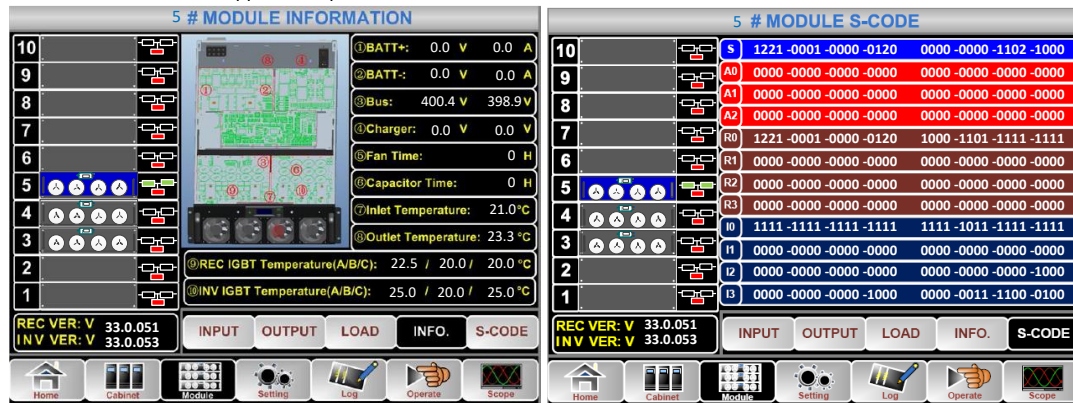 5 # MODULE INFORMATION
10
9
8
7
6
5
4
3
2
1
①BATT+: 0.0 V 0.0 A
②BATT-: 0.0 V 0.0 A
③Bus: 400.4 V 398.9 V
④Charger: 0.0 V 0.0 V
⑤Fan Time: 0 H
⑥Capacitor Time: 0 H
⑦Inlet Temperature: 21.0°C
⑧Outlet Temperature: 23.3 °C
⑨REC IGBT Temperature(A/B/C): 22.5 / 20.0 / 20.0 °C
⑩INV IGBT Temperature(A/B/C): 25.0 / 20.0 / 25.0 °C
REC VER: V 33.0.051
INV VER: V 33.0.053
INPUT OUTPUT LOAD INFO. S-CODE
Home Cabinet Module Setting Log Operate Scope
5 # MODULE S-CODE
10
9
8
7
6
5
4
3
2
1
S 1221 -0001 -0000 -0120 0000 -0000 -1102 -1000
A0 0000 -0000 -0000 -0000 0000 -0000 -0000 -0000
A1 0000 -0000 -0000 -0000 0000 -0000 -0000 -0000
A2 0000 -0000 -0000 -0000 0000 -0000 -0000 -0000
R0 1221 -0001 -0000 -0120 1000 -1101 -1111 -1111
R1 0000 -0000 -0000 -0000 0000 -0000 -0000 -0000
R2 0000 -0000 -0000 -0000 0000 -0000 -0000 -0000
R3 0000 -0000 -0000 -0000 0000 -0000 -0000 -0000
I0 1111 -1111 -1111 -1111 1111 -1011 -1111 -1111
I1 0000 -0000 -0000 -0000 0000 -0000 -0000 -0000
I2 0000 -0000 -0000 -0000 0000 -0000 -0000 -1000
I3 0000 -0000 -0000 -1000 0000 -0011 -1100 -0100
REC VER: V 33.0.051
INV VER: V 33.0.053
INPUT OUTPUT LOAD INFO. S-CODE
Home Cabinet Module Setting Log Operate Scope